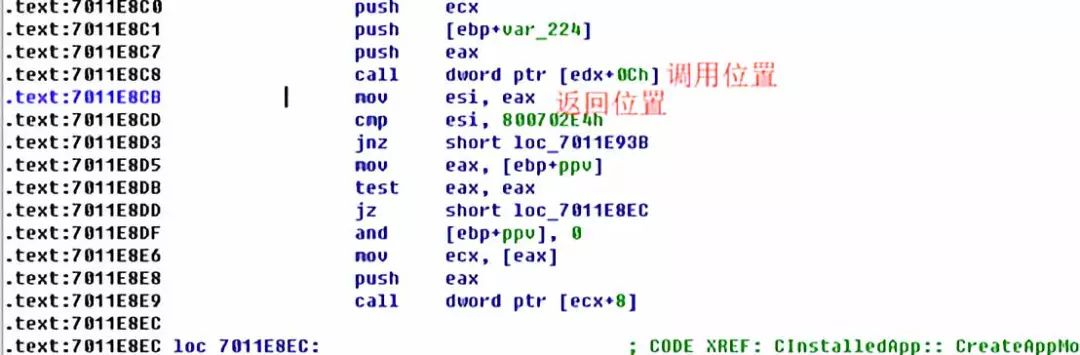 .text:7011E8C0 push ecx
.text:7011E8C1 push [ebp+var_224]
.text:7011E8C7 push eax
.text:7011E8C8 call dword ptr [edx+0Ch] 调用位置
.text:7011E8CB mov esi, eax 返回位置
.text:7011E8CD cmp esi, 800702E4h
.text:7011E8D3 jnz short loc_7011E93B
.text:7011E8D5 mov eax, [ebp+ppv]
.text:7011E8DB test eax, eax
.text:7011E8DD jz short loc_7011E8EC
.text:7011E8DF and [ebp+ppv], 0
.text:7011E8E6 mov ecx, [eax]
.text:7011E8E8 push eax
.text:7011E8E9 call dword ptr [ecx+8]
.text:7011E8EC
.text:7011E8EC loc_7011E8EC: ; CODE XREF: CInstalledApp::_CreateAppMo